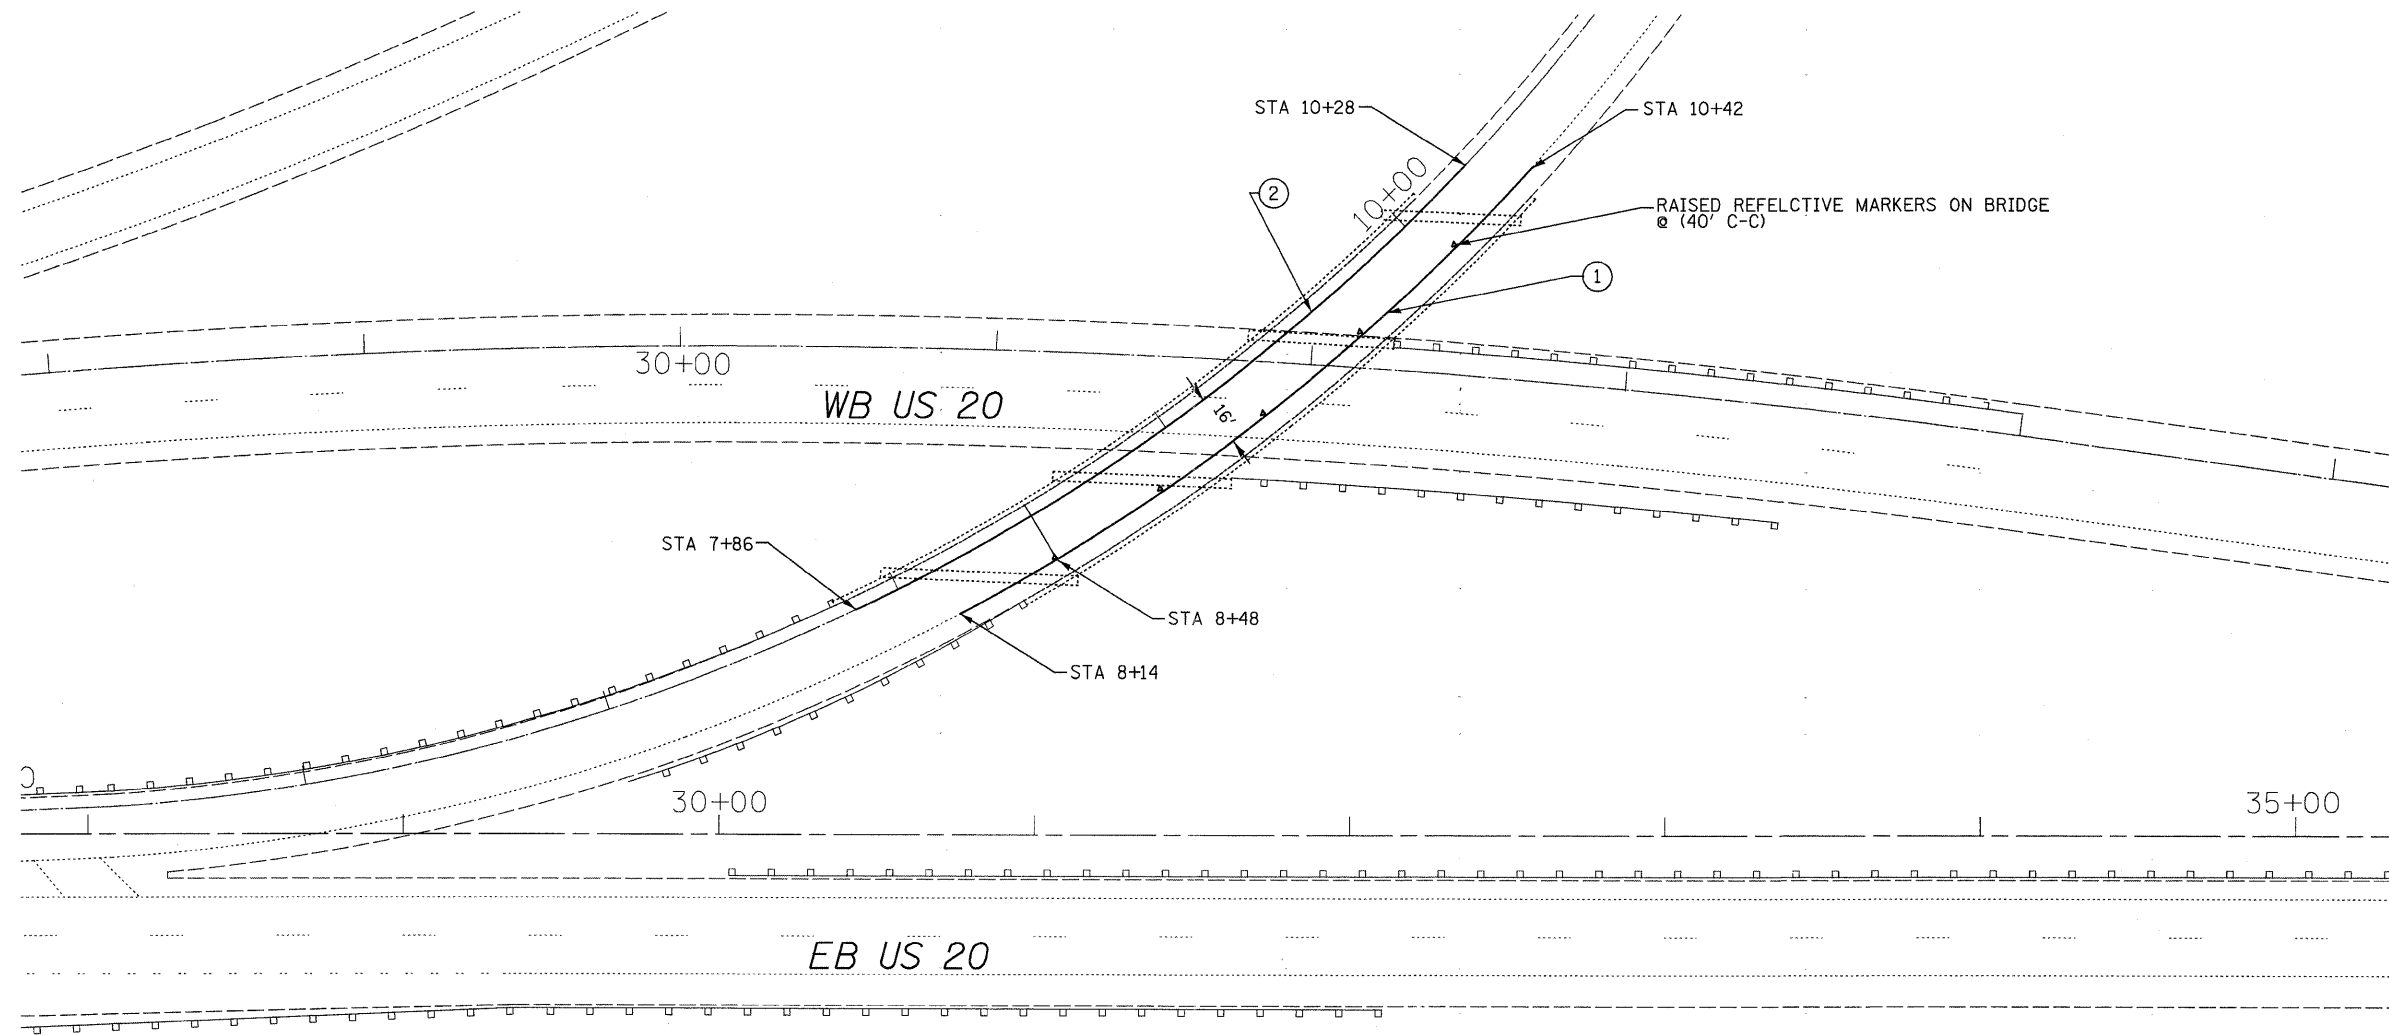 STA 10+28
STA 10+42
10+00
2
RAISED REFELCTIVE MARKERS ON BRIDGE
@ (40' C-C)
1
30+00
WB US 20
16'
STA 7+86
STA 8+48
STA 8+14
0
30+00
35+00
EB US 20